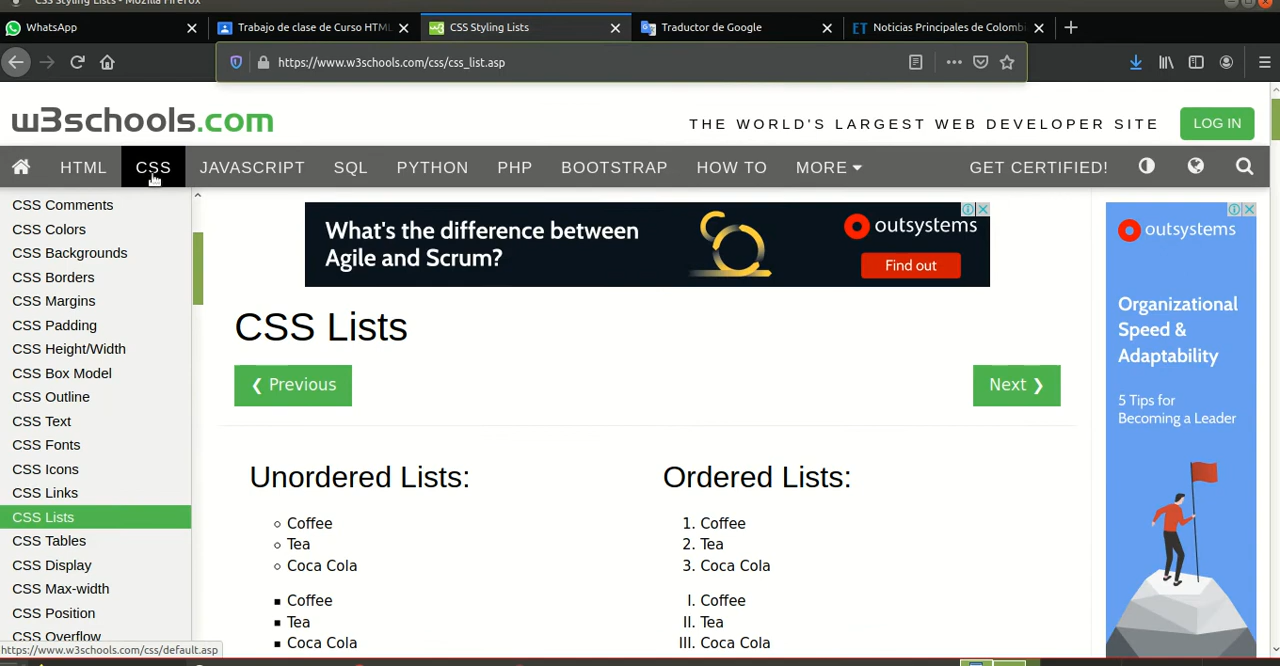 CSS Styling Lists - Mozilla Firefox
WhatsApp
Trabajo de clase de Curso HTML
CSS Styling Lists
Traductor de Google
Noticias Principales de Colombi
https://www.w3schools.com/css/css_list.asp
w3schools.com
THE WORLD'S LARGEST WEB DEVELOPER SITE
LOG IN
HTML CSS JAVASCRIPT SQL PYTHON PHP BOOTSTRAP HOW TO MORE GET CERTIFIED!
CSS Comments
CSS Colors
CSS Backgrounds
CSS Borders
CSS Margins
CSS Padding
CSS Height/Width
CSS Box Model
CSS Outline
CSS Text
CSS Fonts
CSS Icons
CSS Links
CSS Lists
CSS Tables
CSS Display
CSS Max-width
CSS Position
CSS Overflow
https://www.w3schools.com/css/default.asp
What's the difference between
Agile and Scrum?
outsystems
Find out
CSS Lists
❮ Previous
Next ❯
Unordered Lists:
○ Coffee
○ Tea
○ Coca Cola
■ Coffee
■ Tea
■ Coca Cola
Ordered Lists:
1. Coffee
2. Tea
3. Coca Cola
I. Coffee
II. Tea
III. Coca Cola
outsystems
Organizational
Speed &
Adaptability
5 Tips for
Becoming a Leader